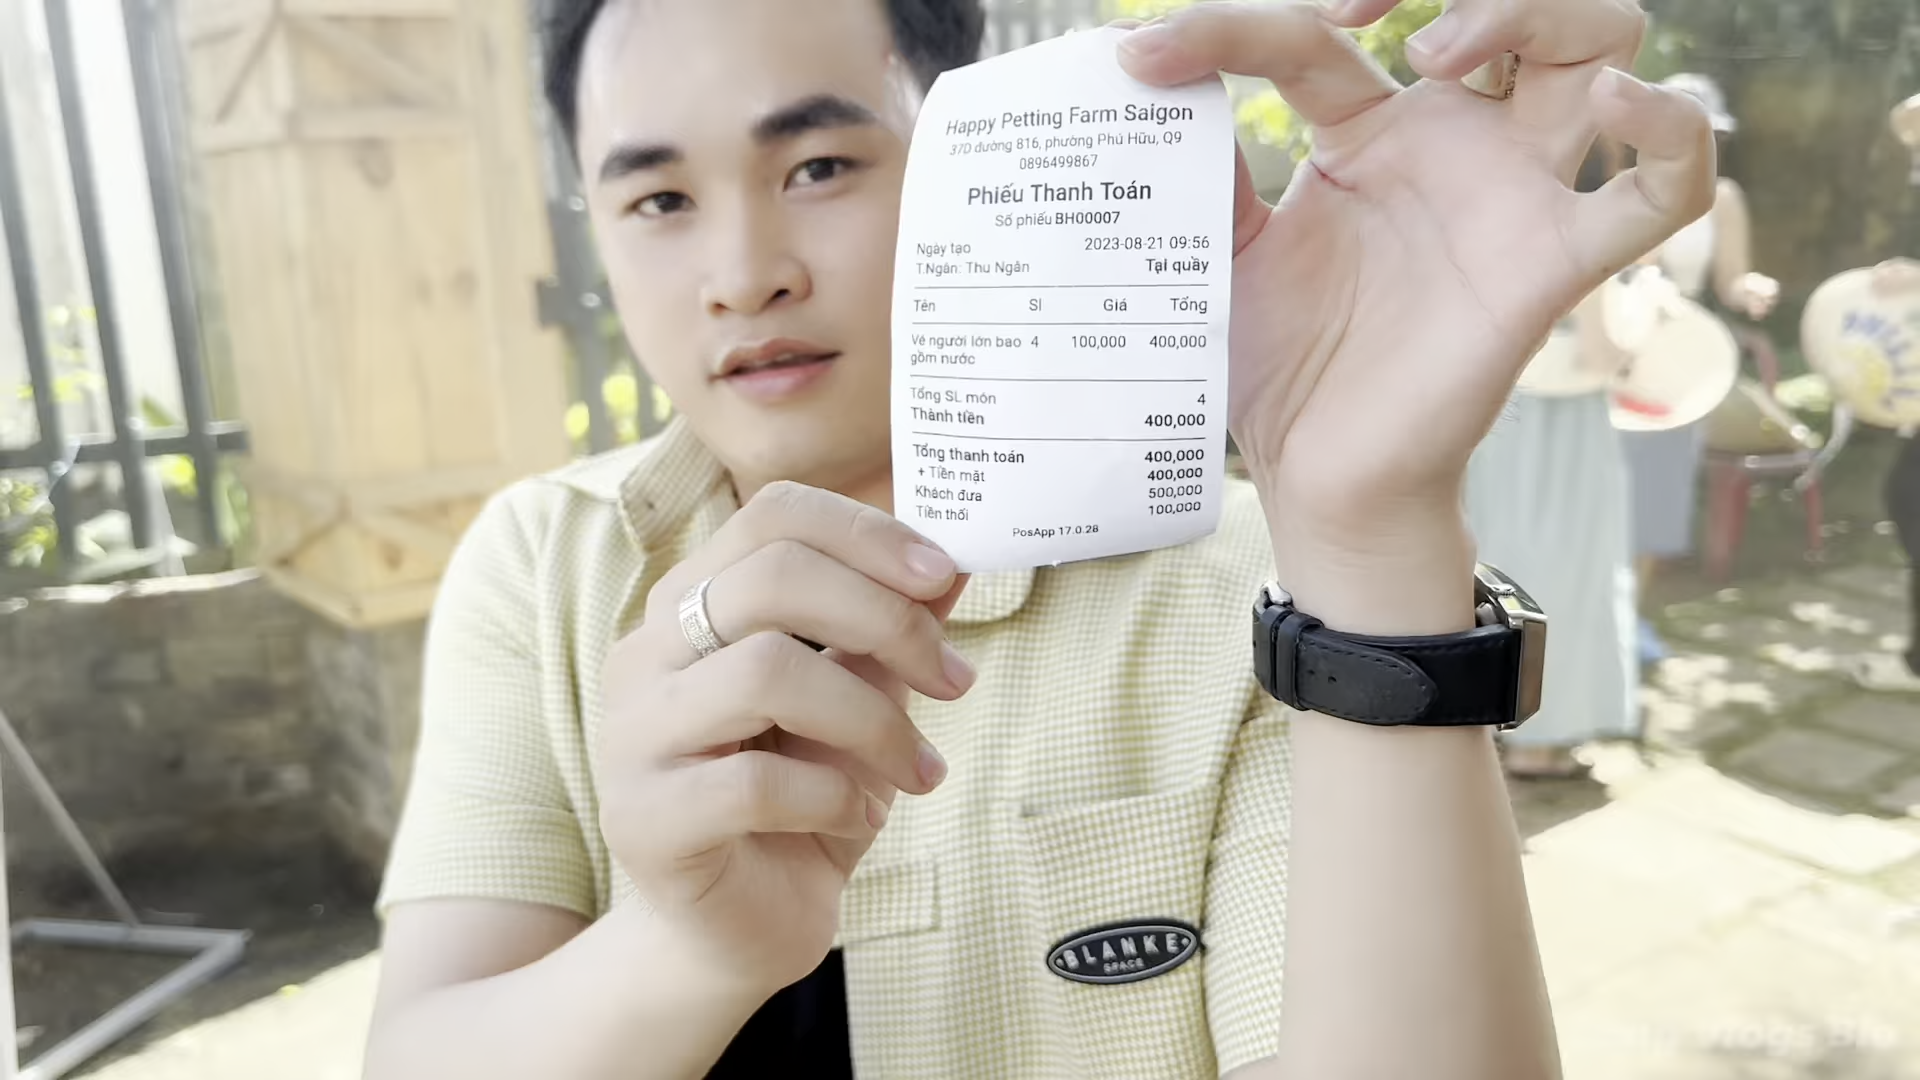 Happy Petting Farm Saigon
37D đường 816, phường Phú Hữu, Q9
0896499867
Phiếu Thanh Toán
Số phiếu BH00007
Ngày tạo 2023-08-21 09:56
T.Ngân: Thu Ngân Tại quầy
Tên Sl Giá Tổng
Vé người lớn bao 4 100,000 400,000
gồm nước
Tổng SL món 4
Thành tiền 400,000
Tổng thanh toán 400,000
+ Tiền mặt 400,000
Khách đưa 500,000
Tiền thối 100,000
PosApp 17.0.28
BLANKE
SPACE